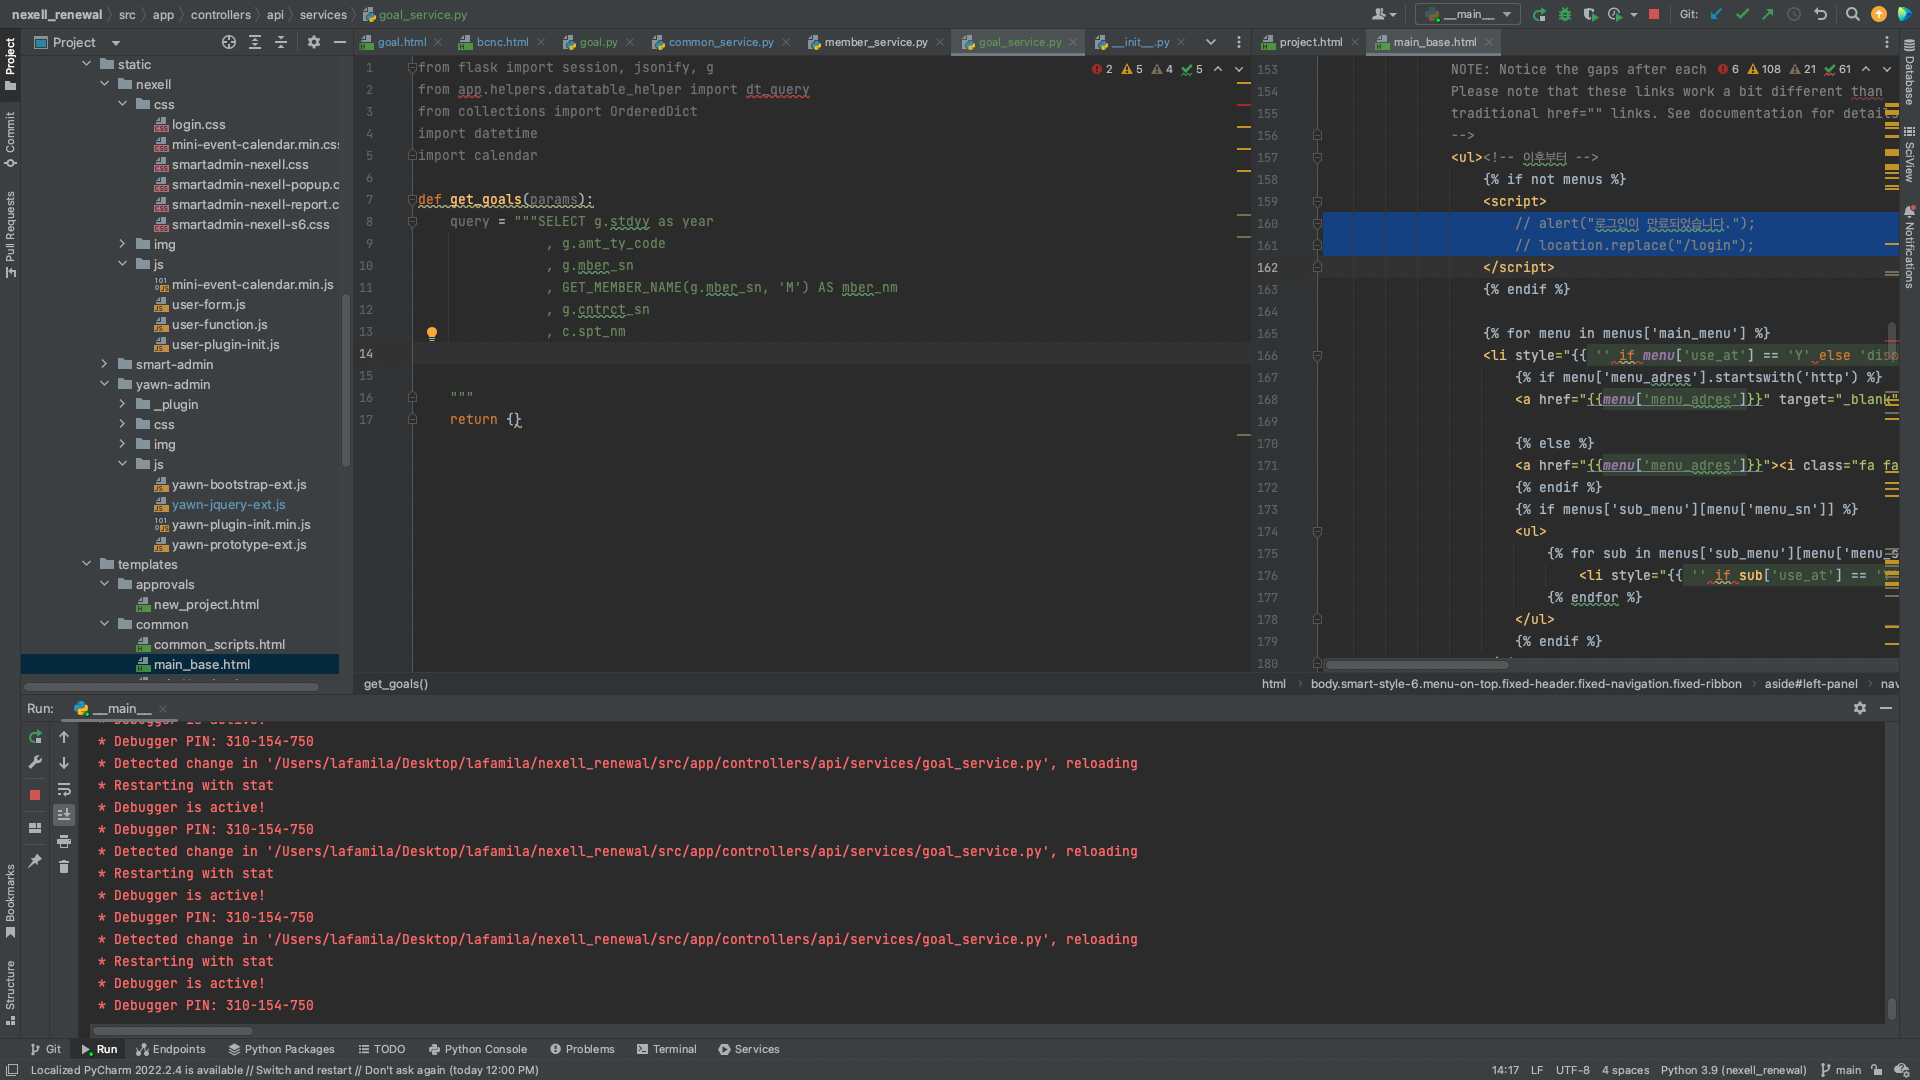 nexell_renewal › src › app › controllers › api › services › goal_service.py
__main__
Git:
Project
goal.html
bcnc.html
goal.py
common_service.py
member_service.py
goal_service.py
__init__.py
project.html
main_base.html
Project
Commit
Pull Requests
Bookmarks
Structure
Database
SciView
Notifications
static
nexell
css
login.css
mini-event-calendar.min.css
smartadmin-nexell.css
smartadmin-nexell-popup.c
smartadmin-nexell-report.c
smartadmin-nexell-s6.css
img
js
mini-event-calendar.min.js
user-form.js
user-function.js
user-plugin-init.js
smart-admin
yawn-admin
_plugin
css
img
js
yawn-bootstrap-ext.js
yawn-jquery-ext.js
yawn-plugin-init.min.js
yawn-prototype-ext.js
templates
approvals
new_project.html
common
common_scripts.html
main_base.html
2 5 4 5
1 from flask import session, jsonify, g
2 from app.helpers.datatable_helper import dt_query
3 from collections import OrderedDict
4 import datetime
5 import calendar
6
7 def get_goals(params):
8 query = """SELECT g.stdyy as year
9 , g.amt_ty_code
10 , g.mber_sn
11 , GET_MEMBER_NAME(g.mber_sn, 'M') AS mber_nm
12 , g.cntrct_sn
13 , c.spt_nm
14
15
16 """
17 return {}
get_goals()
6 108 21 61
153 NOTE: Notice the gaps after each
154 Please note that these links work a bit different than
155 traditional href="" links. See documentation for details
156 -->
157 <ul><!-- 이후부터 -->
158 {% if not menus %}
159 <script>
160 // alert("로그인이 만료되었습니다.");
161 // location.replace("/login");
162 </script>
163 {% endif %}
164
165 {% for menu in menus['main_menu'] %}
166 <li style="{{ '' if menu['use_at'] == 'Y' else 'disp
167 {% if menu['menu_adres'].startswith('http') %}
168 <a href="{{menu['menu_adres']}}" target="_blank"
169
170 {% else %}
171 <a href="{{menu['menu_adres']}}"><i class="fa fa
172 {% endif %}
173 {% if menus['sub_menu'][menu['menu_sn']] %}
174 <ul>
175 {% for sub in menus['sub_menu'][menu['menu_s
176 <li style="{{ '' if sub['use_at'] == 'Y
177 {% endfor %}
178 </ul>
179 {% endif %}
180
html › body.smart-style-6.menu-on-top.fixed-header.fixed-navigation.fixed-ribbon › aside#left-panel › nav
Run: __main__
* Debugger is active!
* Debugger PIN: 310-154-750
* Detected change in '/Users/lafamila/Desktop/lafamila/nexell_renewal/src/app/controllers/api/services/goal_service.py', reloading
* Restarting with stat
* Debugger is active!
* Debugger PIN: 310-154-750
* Detected change in '/Users/lafamila/Desktop/lafamila/nexell_renewal/src/app/controllers/api/services/goal_service.py', reloading
* Restarting with stat
* Debugger is active!
* Debugger PIN: 310-154-750
* Detected change in '/Users/lafamila/Desktop/lafamila/nexell_renewal/src/app/controllers/api/services/goal_service.py', reloading
* Restarting with stat
* Debugger is active!
* Debugger PIN: 310-154-750
Git
Run
Endpoints
Python Packages
TODO
Python Console
Problems
Terminal
Services
Localized PyCharm 2022.2.4 is available // Switch and restart // Don't ask again (today 12:00 PM)
14:17 LF UTF-8 4 spaces Python 3.9 (nexell_renewal) main